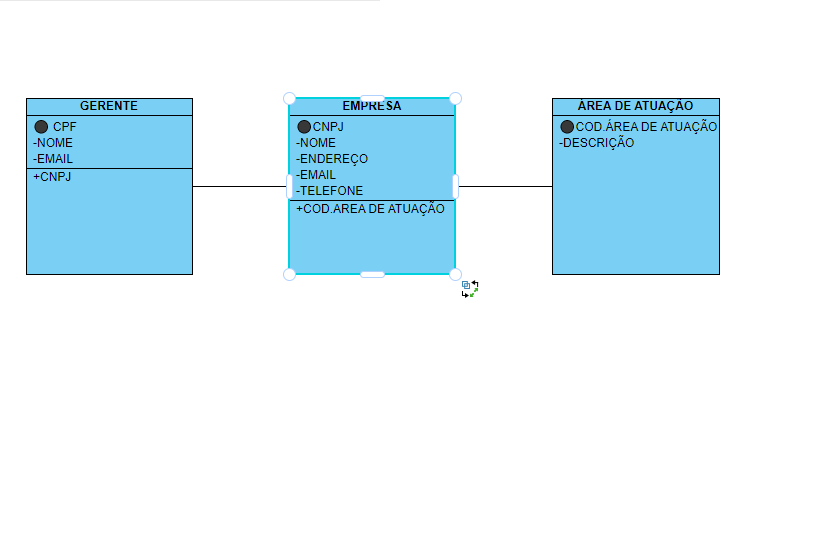 GERENTE
CPF
-NOME
-EMAIL
+CNPJ
EMPRESA
CNPJ
-NOME
-ENDEREÇO
-EMAIL
-TELEFONE
+COD.AREA DE ATUAÇÃO
ÁREA DE ATUAÇÃO
COD.ÁREA DE ATUAÇÃO
-DESCRIÇÃO